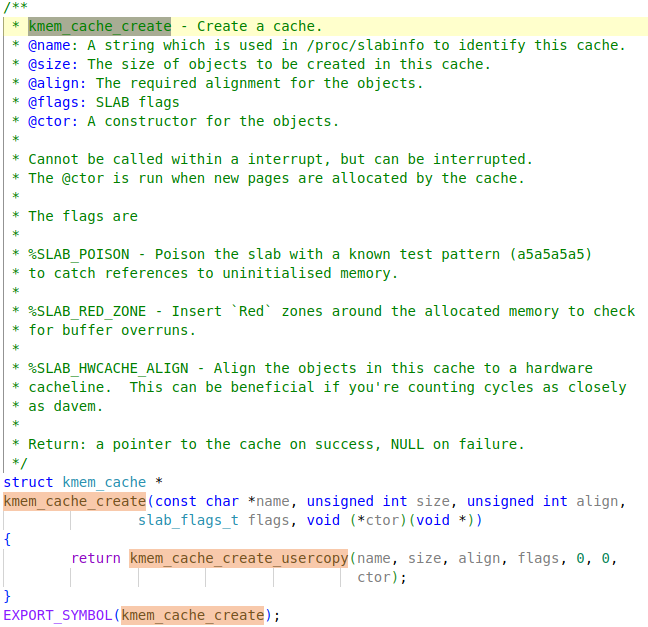 /**
 * kmem_cache_create - Create a cache.
 * @name: A string which is used in /proc/slabinfo to identify this cache.
 * @size: The size of objects to be created in this cache.
 * @align: The required alignment for the objects.
 * @flags: SLAB flags
 * @ctor: A constructor for the objects.
 *
 * Cannot be called within a interrupt, but can be interrupted.
 * The @ctor is run when new pages are allocated by the cache.
 *
 * The flags are
 *
 * %SLAB_POISON - Poison the slab with a known test pattern (a5a5a5a5)
 * to catch references to uninitialised memory.
 *
 * %SLAB_RED_ZONE - Insert `Red` zones around the allocated memory to check
 * for buffer overruns.
 *
 * %SLAB_HWCACHE_ALIGN - Align the objects in this cache to a hardware
 * cacheline.  This can be beneficial if you're counting cycles as closely
 * as davem.
 *
 * Return: a pointer to the cache on success, NULL on failure.
 */
struct kmem_cache *
kmem_cache_create(const char *name, unsigned int size, unsigned int align,
		slab_flags_t flags, void (*ctor)(void *))
{
	return kmem_cache_create_usercopy(name, size, align, flags, 0, 0,
					  ctor);
}
EXPORT_SYMBOL(kmem_cache_create);